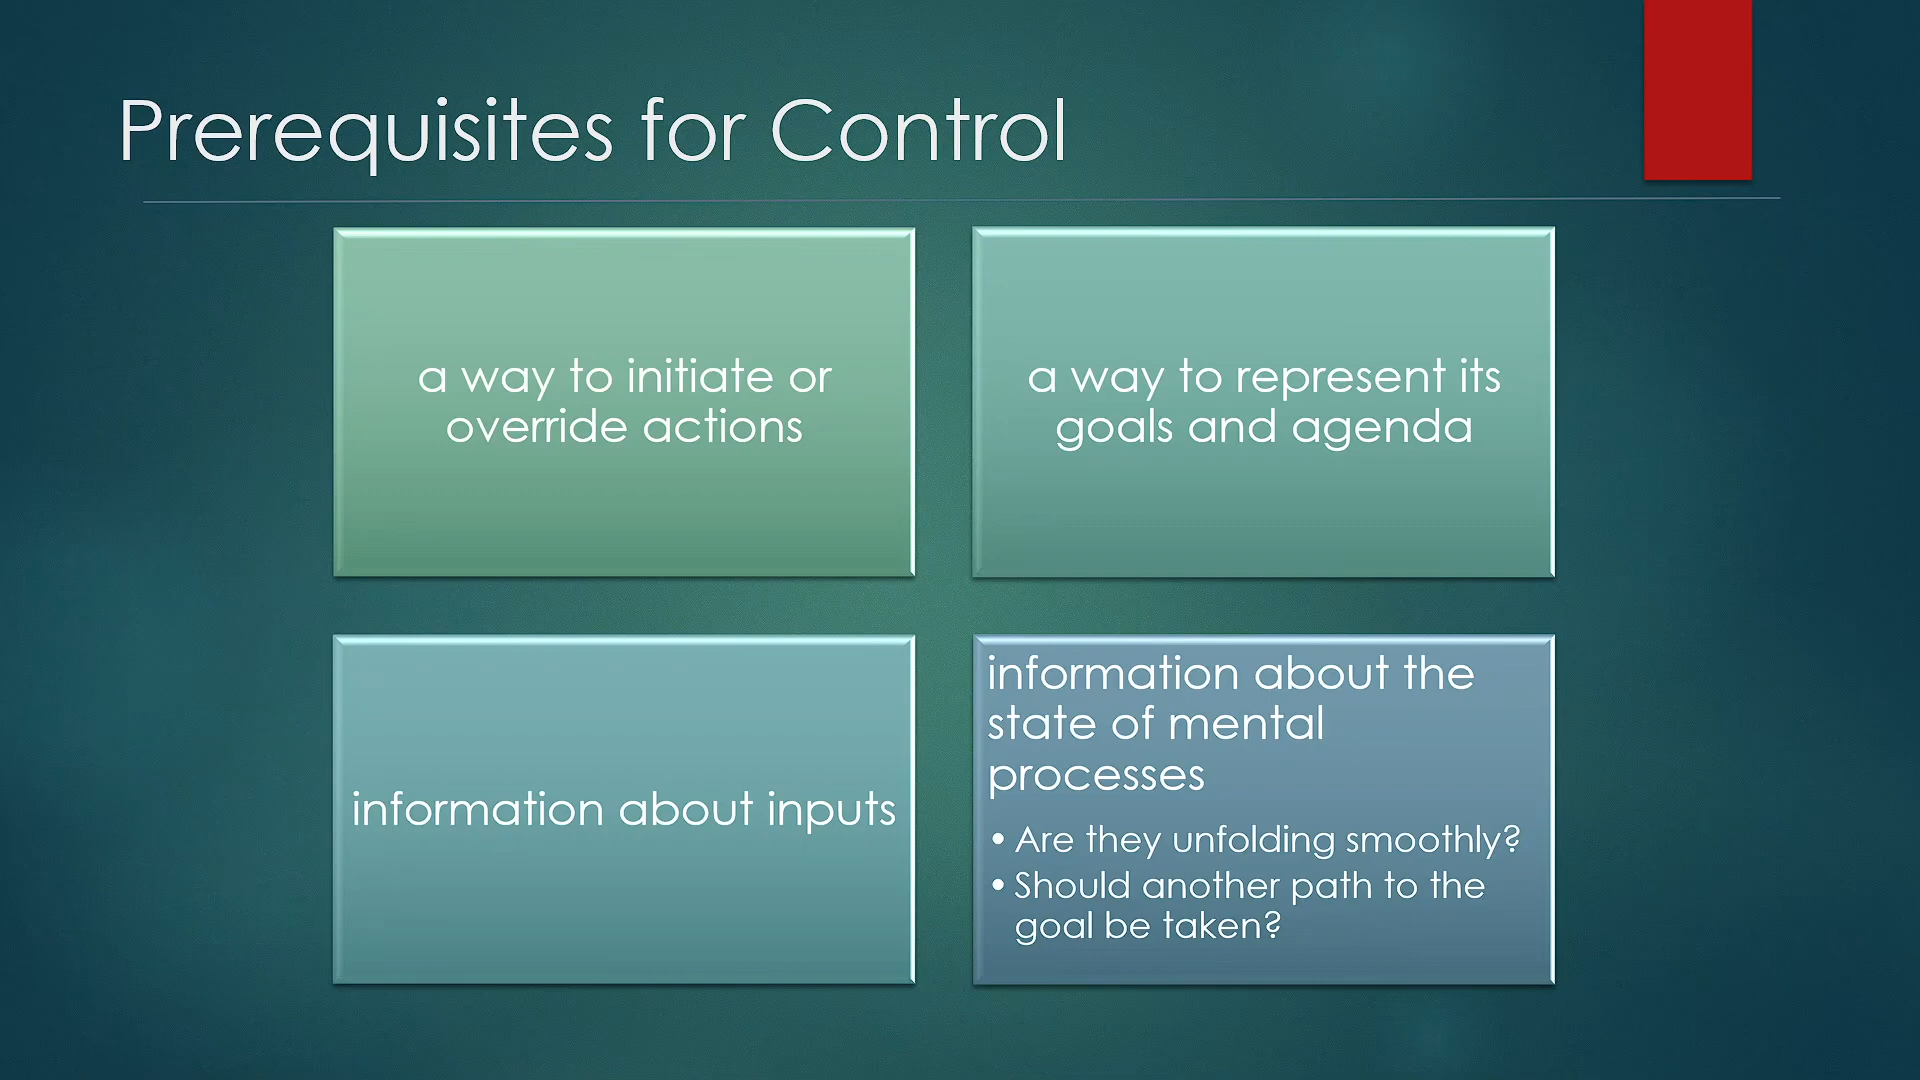 Prerequisites for Control
a way to initiate or
override actions
a way to represent its
goals and agenda
information about inputs
information about the
state of mental
processes
• Are they unfolding smoothly?
• Should another path to the
goal be taken?